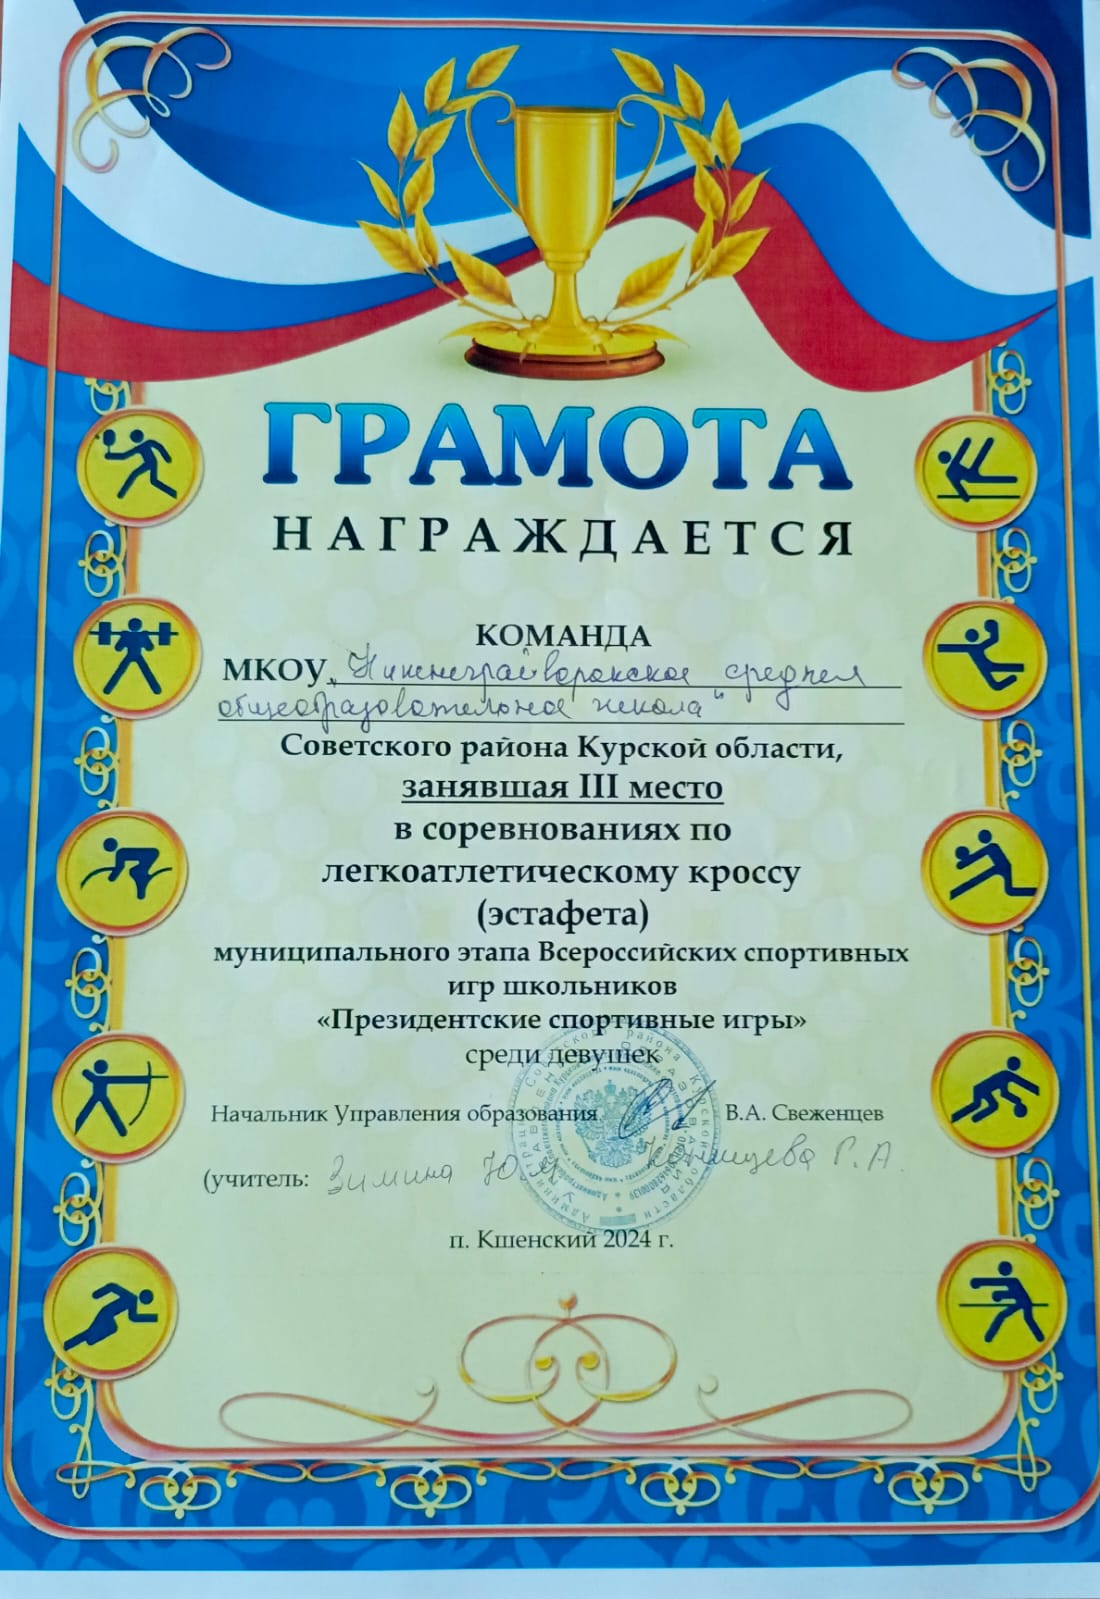 ГРАМОТА
НАГРАЖДАЕТСЯ
КОМАНДА
МКОУ „Нижнеграйворонская средняя
общеобразовательная школа"
Советского района Курской области,
занявшая III место
в соревнованиях по
легкоатлетическому кроссу
(эстафета)
муниципального этапа Всероссийских спортивных
игр школьников
«Президентские спортивные игры»
среди девушек
Начальник Управления образования В.А. Свеженцев
(учитель: Зимина Ю. Г.А.
п. Кшенский 2024 г.